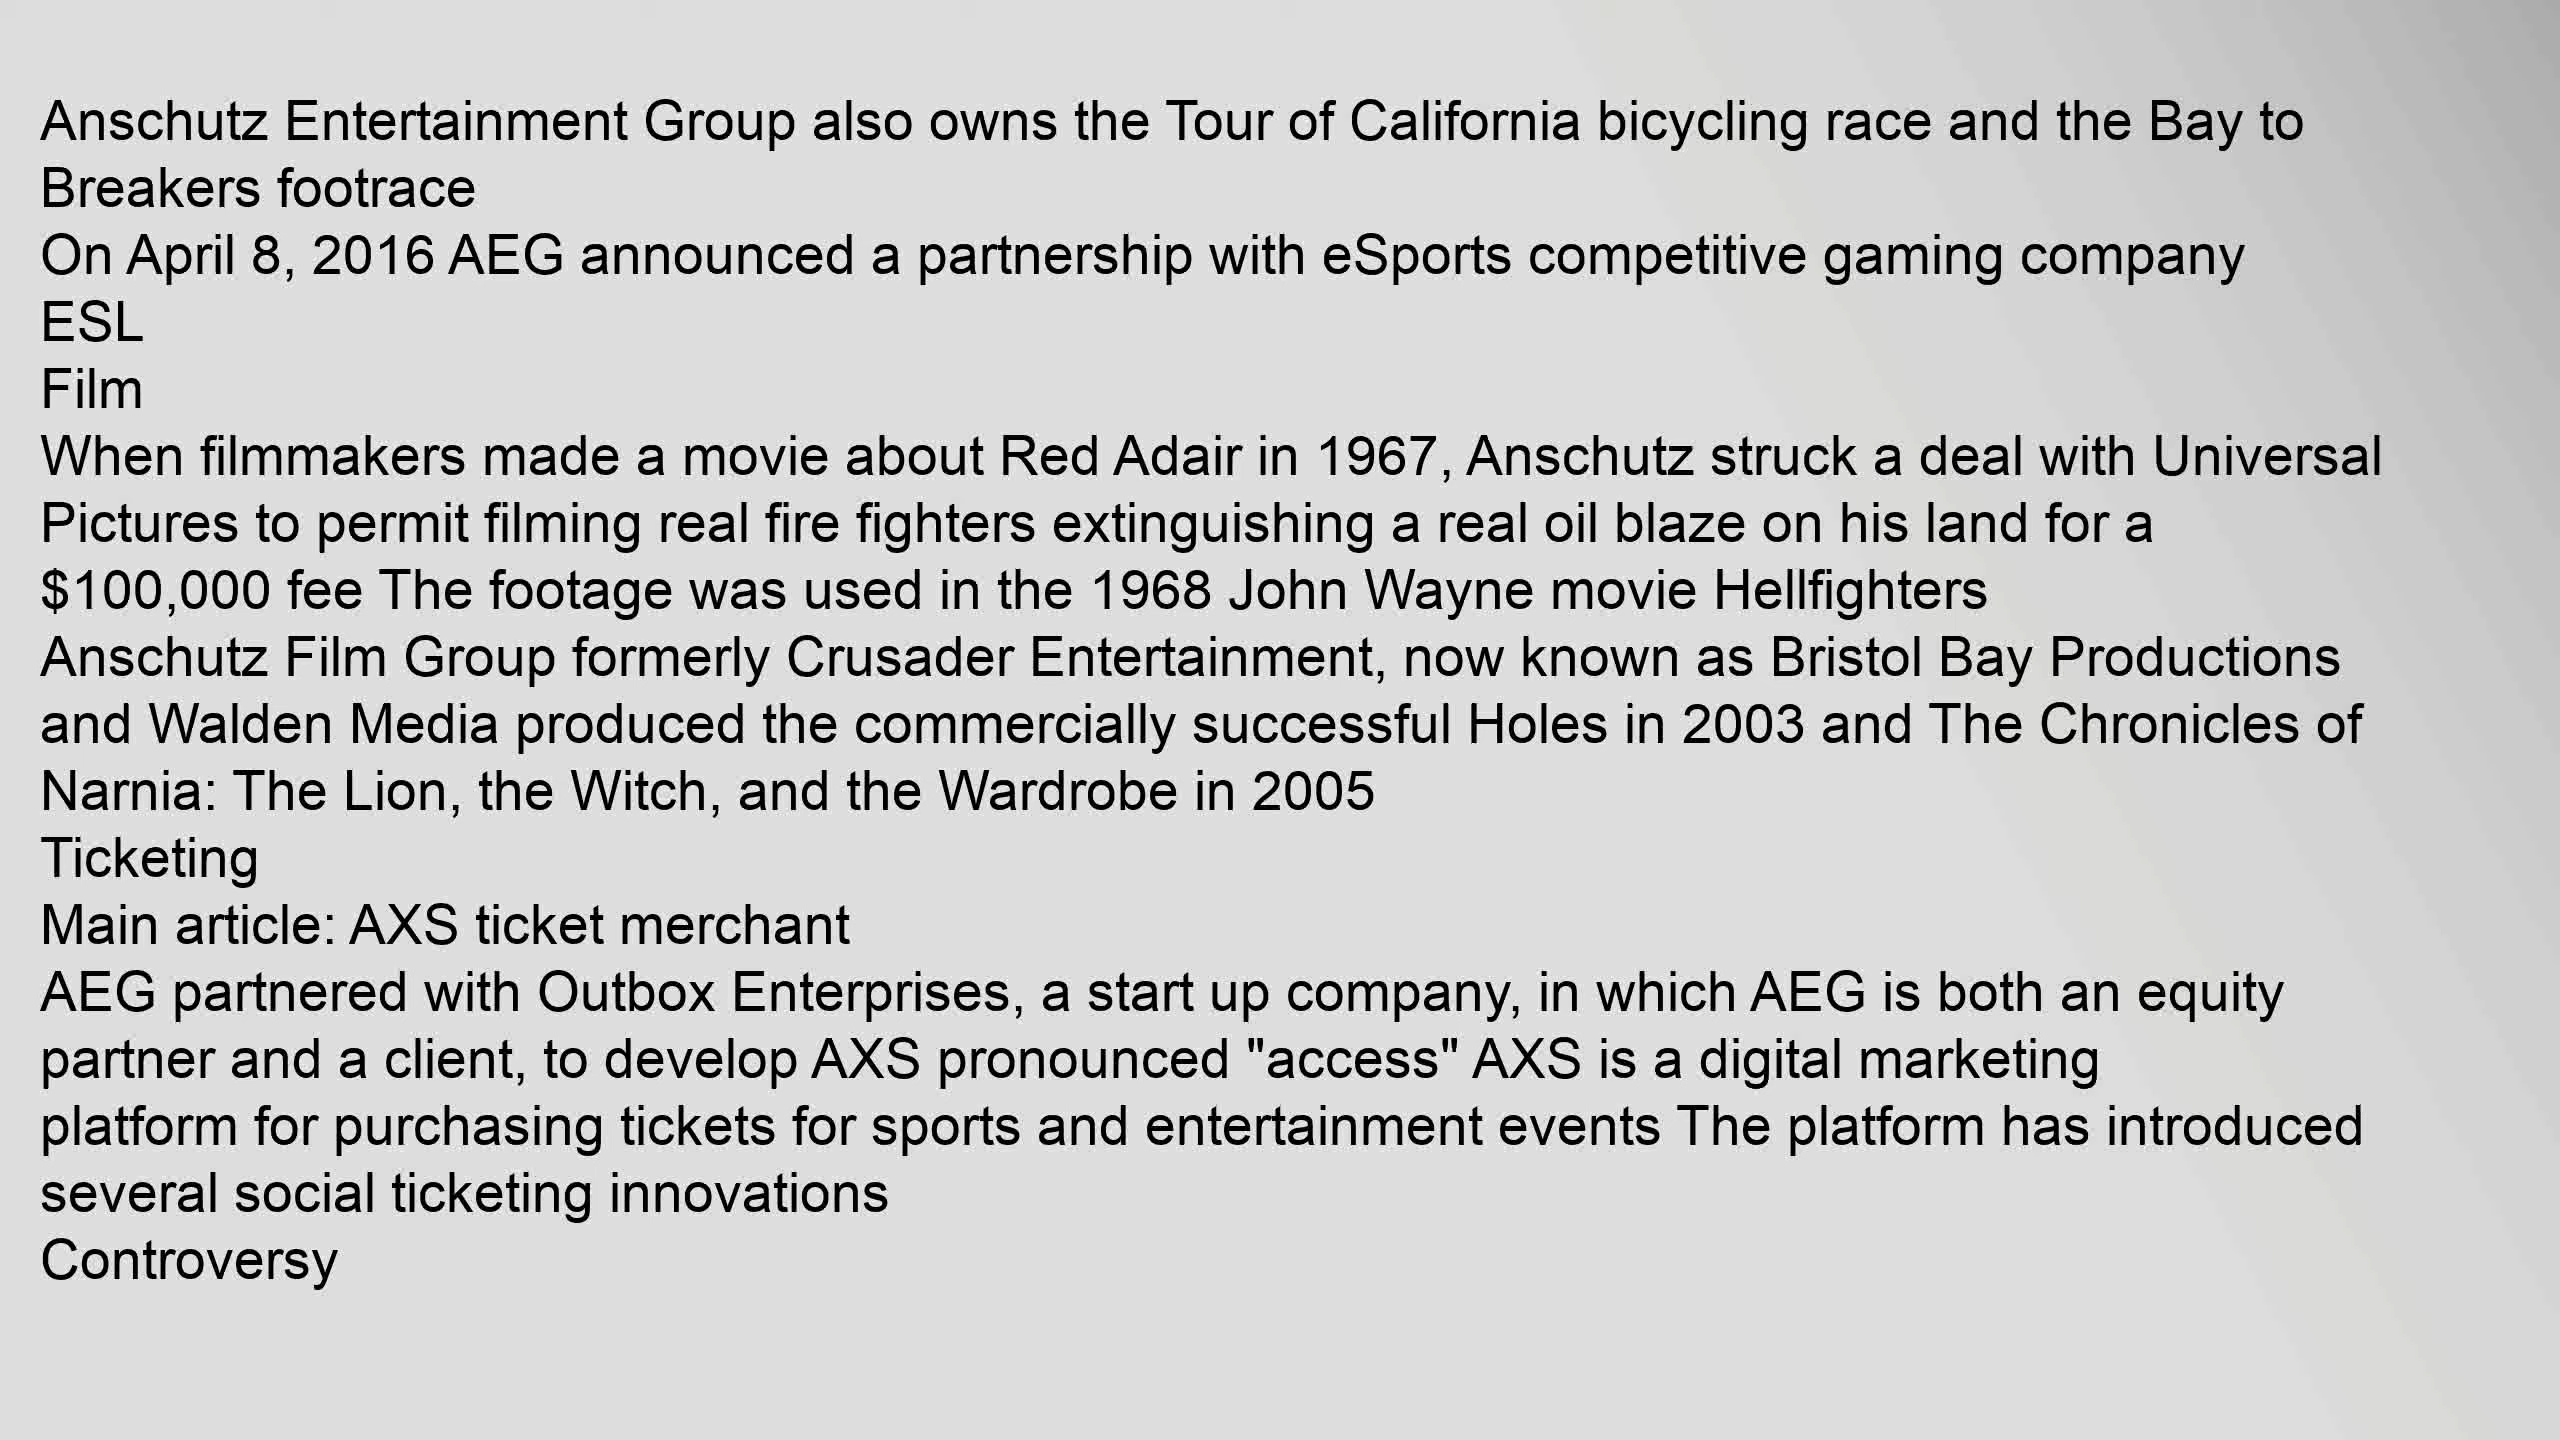 Anschutz Entertainment Group also owns the Tour of California bicycling race and the Bay to
Breakers footrace
On April 8, 2016 AEG announced a partnership with eSports competitive gaming company
ESL
Film
When filmmakers made a movie about Red Adair in 1967, Anschutz struck a deal with Universal
Pictures to permit filming real fire fighters extinguishing a real oil blaze on his land for a
$100,000 fee The footage was used in the 1968 John Wayne movie Hellfighters
Anschutz Film Group formerly Crusader Entertainment, now known as Bristol Bay Productions
and Walden Media produced the commercially successful Holes in 2003 and The Chronicles of
Narnia: The Lion, the Witch, and the Wardrobe in 2005
Ticketing
Main article: AXS ticket merchant
AEG partnered with Outbox Enterprises, a start up company, in which AEG is both an equity
partner and a client, to develop AXS pronounced "access" AXS is a digital marketing
platform for purchasing tickets for sports and entertainment events The platform has introduced
several social ticketing innovations
Controversy